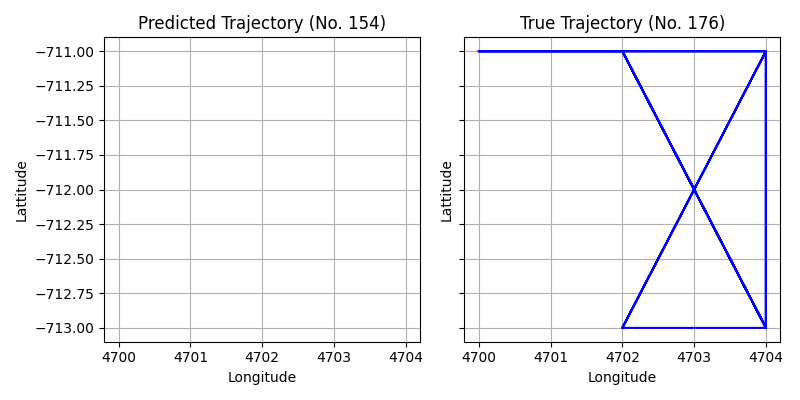 Predicted Trajectory (No. 154)
True Trajectory (No. 176)
−711.00
−711.25
−711.50
−711.75
−712.00
−712.25
−712.50
−712.75
−713.00
Lattitude
Lattitude
4700 4701 4702 4703 4704
4700 4701 4702 4703 4704
Longitude
Longitude